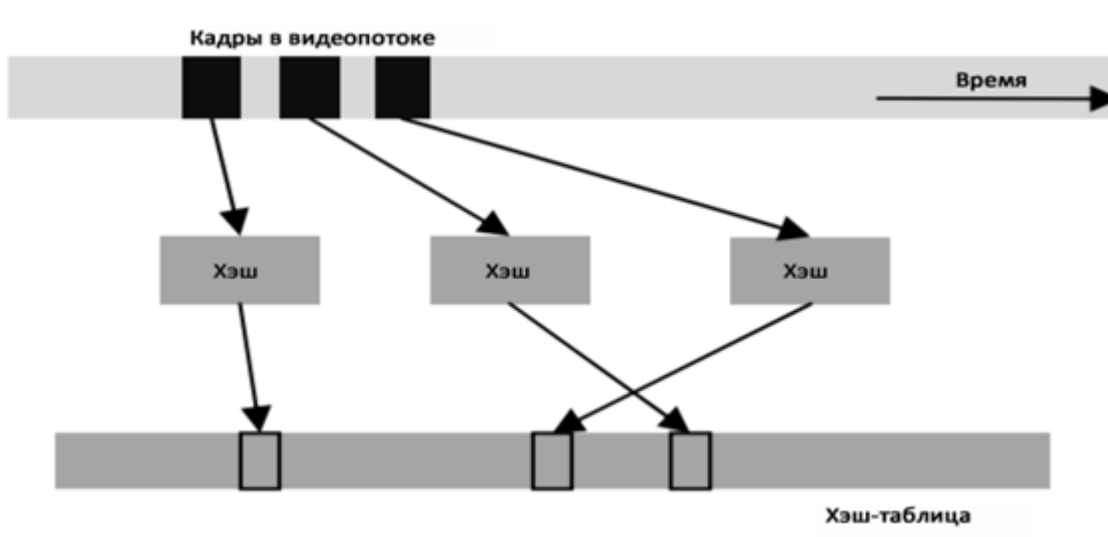 Кадры в видеопотоке
Время
Хэш
Хэш
Хэш
Хэш-таблица